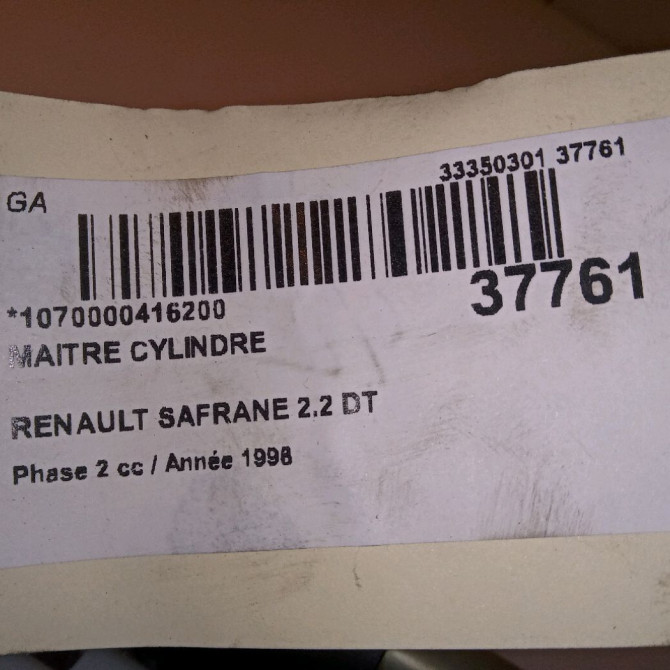 GA
33350301 37761
37761
*1070000416200
MAITRE CYLINDRE
RENAULT SAFRANE 2.2 DT
Phase 2 cc / Année 1998